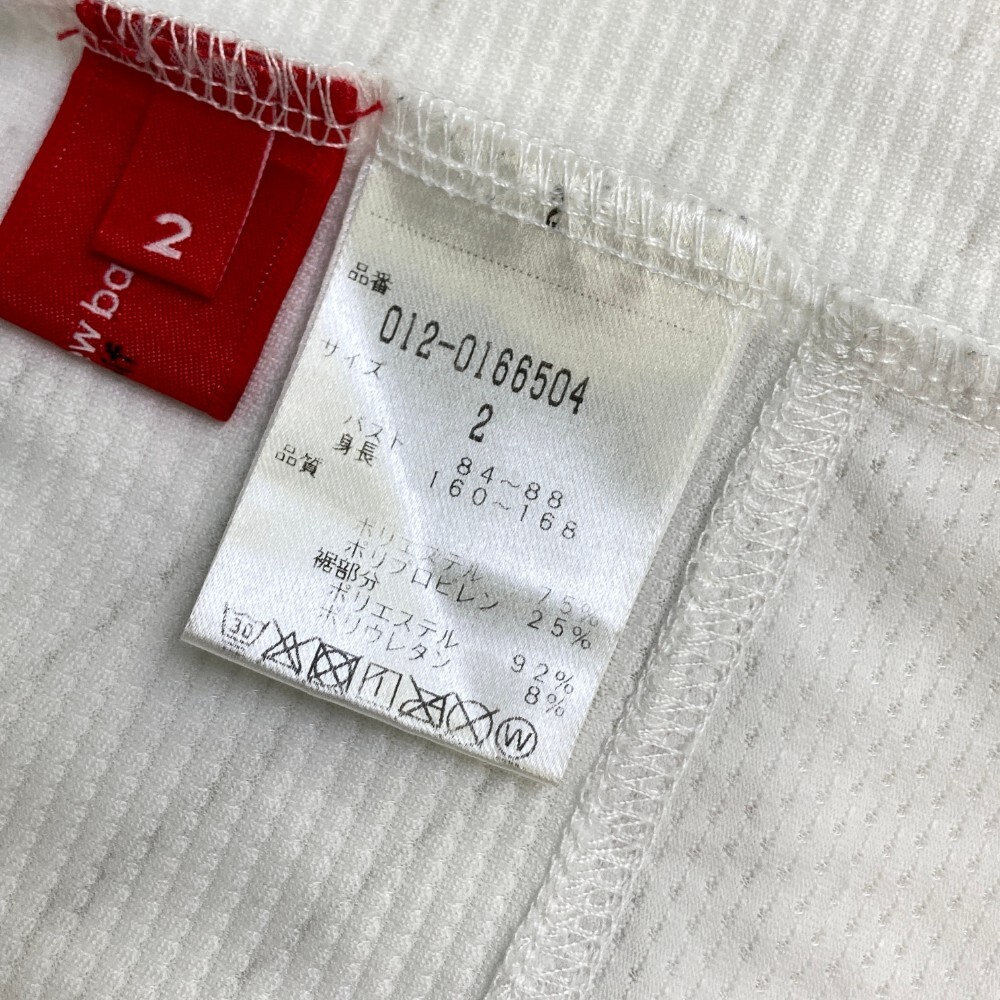 2
ew ba
品番
012-0166504
サイズ
2
バスト 84～88
身長 160～168
品質
ポリエステル 75%
ポリプロピレン 25%
裾部分
ポリエステル 92%
ポリウレタン 8%
30
W